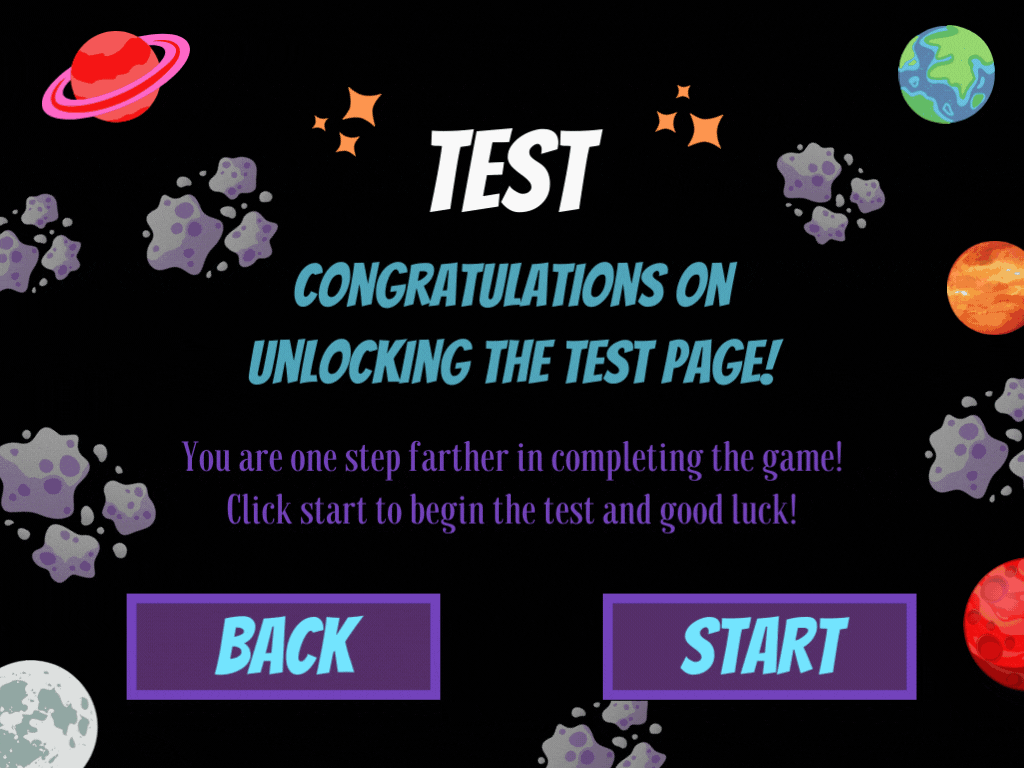 TEST
CONGRATULATIONS ON
UNLOCKING THE TEST PAGE!
You are one step farther in completing the game!
Click start to begin the test and good luck!
BACK
START